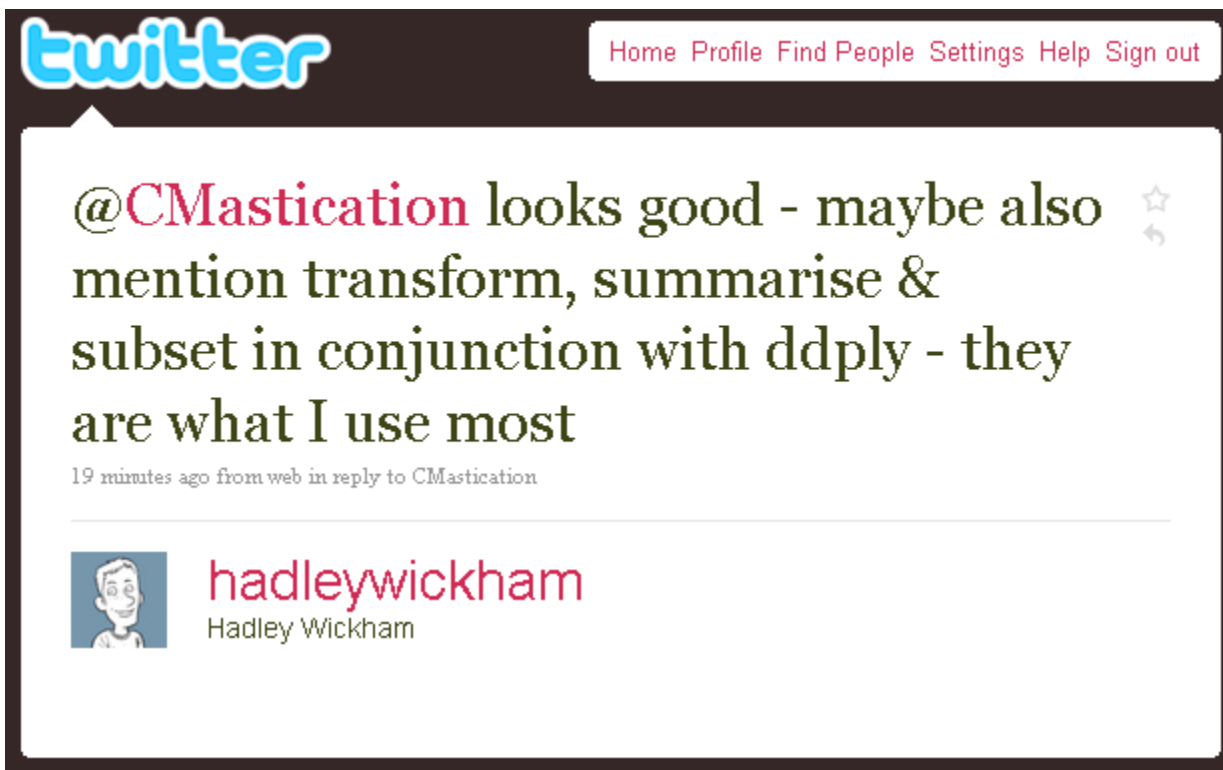 twitter
Home Profile Find People Settings Help Sign out
@CMastication looks good - maybe also
mention transform, summarise &
subset in conjunction with ddply - they
are what I use most
19 minutes ago from web in reply to CMastication
hadleywickham
Hadley Wickham